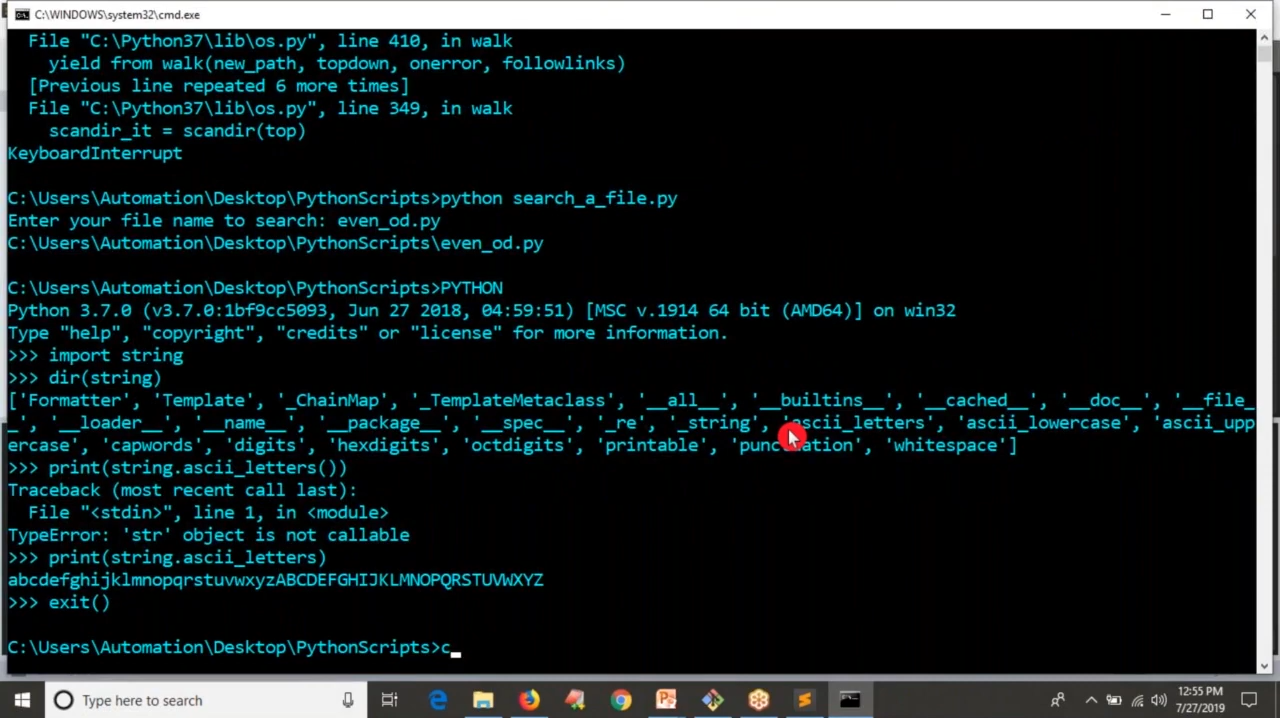 C:\WINDOWS\system32\cmd.exe
File "C:\Python37\lib\os.py", line 410, in walk
yield from walk(new_path, topdown, onerror, followlinks)
[Previous line repeated 6 more times]
File "C:\Python37\lib\os.py", line 349, in walk
scandir_it = scandir(top)
KeyboardInterrupt
C:\Users\Automation\Desktop\PythonScripts>python search_a_file.py
Enter your file name to search: even_od.py
C:\Users\Automation\Desktop\PythonScripts\even_od.py
C:\Users\Automation\Desktop\PythonScripts>PYTHON
Python 3.7.0 (v3.7.0:1bf9cc5093, Jun 27 2018, 04:59:51) [MSC v.1914 64 bit (AMD64)] on win32
Type "help", "copyright", "credits" or "license" for more information.
>>> import string
>>> dir(string)
['Formatter', 'Template', '_ChainMap', '_TemplateMetaclass', '__all__', '__builtins__', '__cached__', '__doc__', '__file_
_', '__loader__', '__name__', '__package__', '__spec__', '_re', '_string', 'ascii_letters', 'ascii_lowercase', 'ascii_upp
ercase', 'capwords', 'digits', 'hexdigits', 'octdigits', 'printable', 'punctuation', 'whitespace']
>>> print(string.ascii_letters())
Traceback (most recent call last):
File "<stdin>", line 1, in <module>
TypeError: 'str' object is not callable
>>> print(string.ascii_letters)
abcdefghijklmnopqrstuvwxyzABCDEFGHIJKLMNOPQRSTUVWXYZ
>>> exit()
C:\Users\Automation\Desktop\PythonScripts>c
Type here to search
12:55 PM
7/27/2019